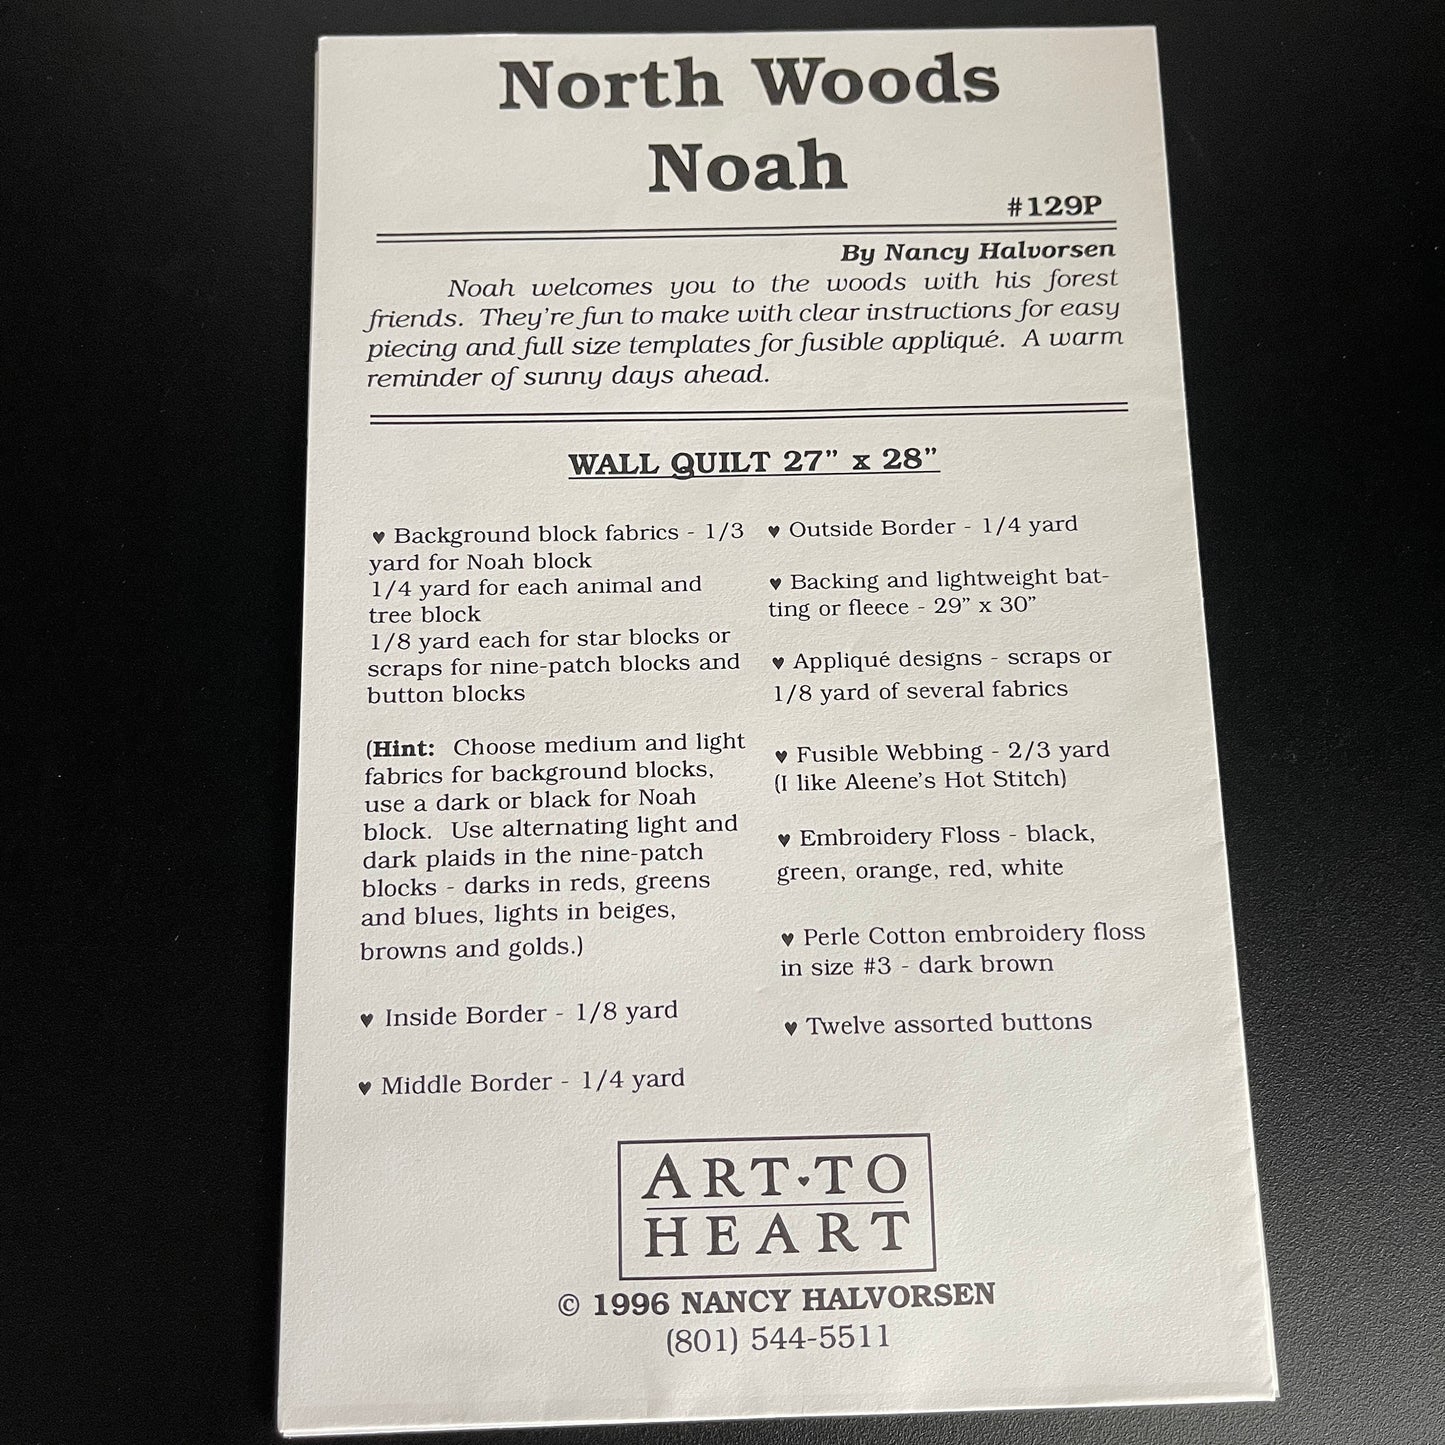 North Woods
Noah
#129P
By Nancy Halvorsen
Noah welcomes you to the woods with his forest
friends. They're fun to make with clear instructions for easy
piecing and full size templates for fusible appliqué. A warm
reminder of sunny days ahead.
WALL QUILT 27” x 28”
♥ Background block fabrics - 1/3
yard for Noah block
1/4 yard for each animal and
tree block
1/8 yard each for star blocks or
scraps for nine-patch blocks and
button blocks
(Hint: Choose medium and light
fabrics for background blocks,
use a dark or black for Noah
block. Use alternating light and
dark plaids in the nine-patch
blocks - darks in reds, greens
and blues, lights in beiges,
browns and golds.)
♥ Inside Border - 1/8 yard
♥ Middle Border - 1/4 yard
♥ Outside Border - 1/4 yard
♥ Backing and lightweight bat-
ting or fleece - 29” x 30”
♥ Appliqué designs - scraps or
1/8 yard of several fabrics
♥ Fusible Webbing - 2/3 yard
(I like Aleene's Hot Stitch)
♥ Embroidery Floss - black,
green, orange, red, white
♥ Perle Cotton embroidery floss
in size #3 - dark brown
♥ Twelve assorted buttons
ART♥TO
HEART
© 1996 NANCY HALVORSEN
(801) 544-5511